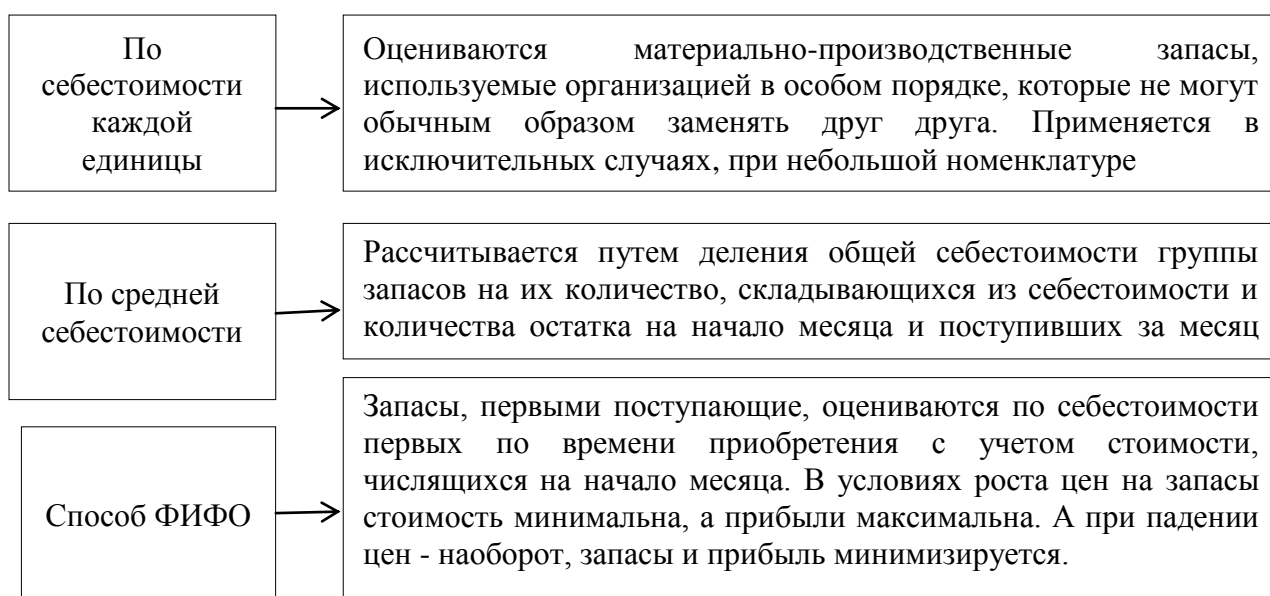 По
себестоимости
каждой
единицы
Оцениваются материально-производственные запасы,
используемые организацией в особом порядке, которые не могут
обычным образом заменять друг друга. Применяется в
исключительных случаях, при небольшой номенклатуре
По средней
себестоимости
Рассчитывается путем деления общей себестоимости группы
запасов на их количество, складывающихся из себестоимости и
количества остатка на начало месяца и поступивших за месяц
Способ ФИФО
Запасы, первыми поступающие, оцениваются по себестоимости
первых по времени приобретения с учетом стоимости,
числящихся на начало месяца. В условиях роста цен на запасы
стоимость минимальна, а прибыли максимальна. А при падении
цен - наоборот, запасы и прибыль минимизируется.